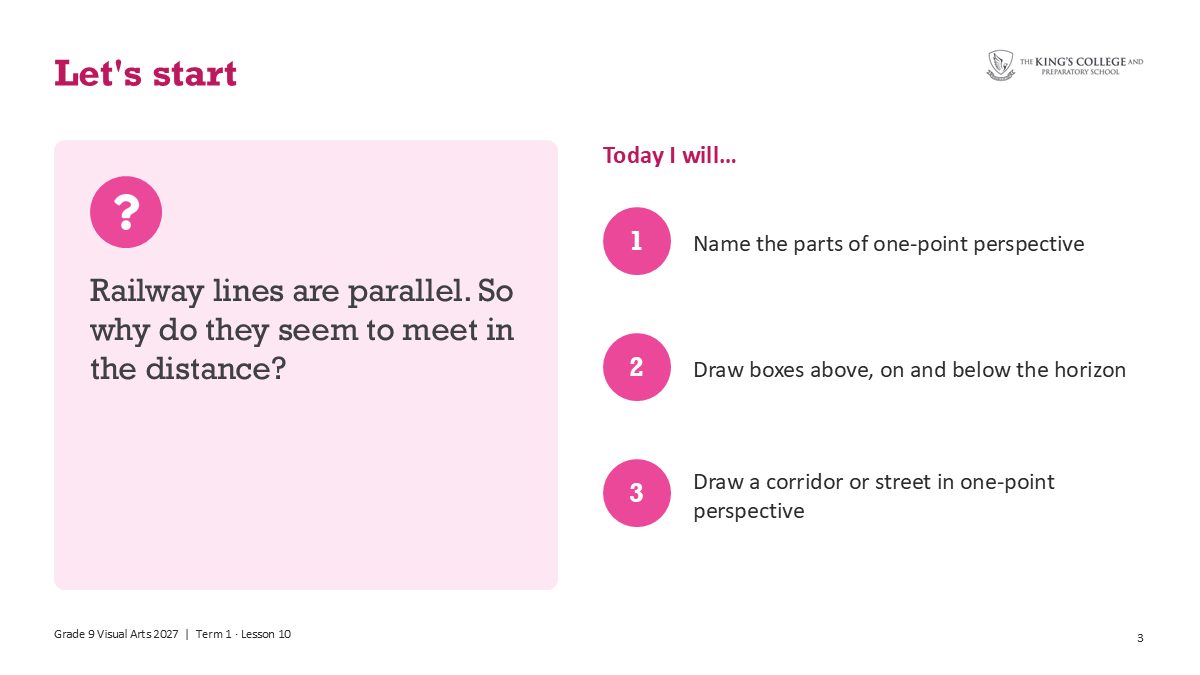 Let's start
THE KING'S COLLEGE AND
PREPARATORY SCHOOL
?
Railway lines are parallel. So
why do they seem to meet in
the distance?
Today I will...
1
Name the parts of one-point perspective
2
Draw boxes above, on and below the horizon
3
Draw a corridor or street in one-point
perspective
Grade 9 Visual Arts 2027 | Term 1 · Lesson 10
3